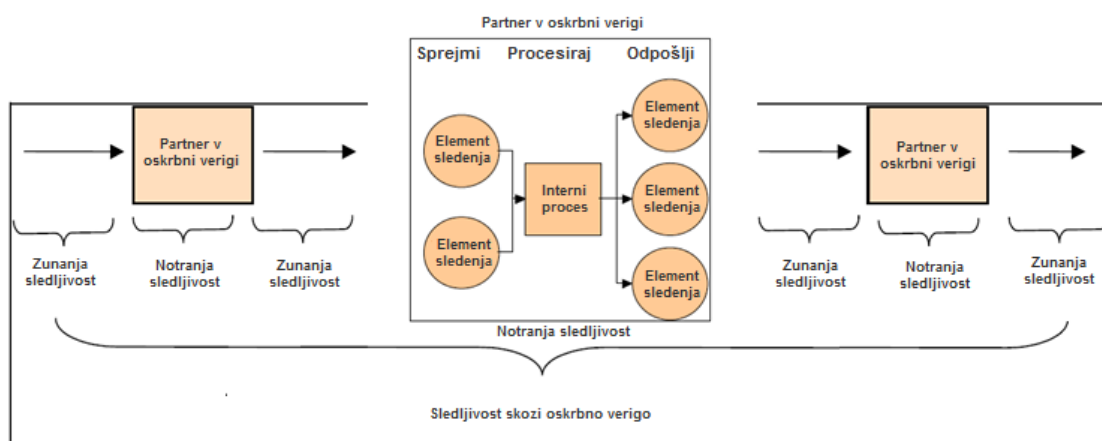 Partner v oskrbni verigi
Sprejmi Procesiraj Odpošlji
Partner v
oskrbni verigi
Element
sledenja
Element
sledenja
Interni
proces
Element
sledenja
Element
sledenja
Element
sledenja
Partner v
oskrbni verigi
Zunanja
sledljivost
Notranja
sledljivost
Zunanja
sledljivost
Notranja sledljivost
Zunanja
sledljivost
Notranja
sledljivost
Zunanja
sledljivost
Sledljivost skozi oskrbno verigo